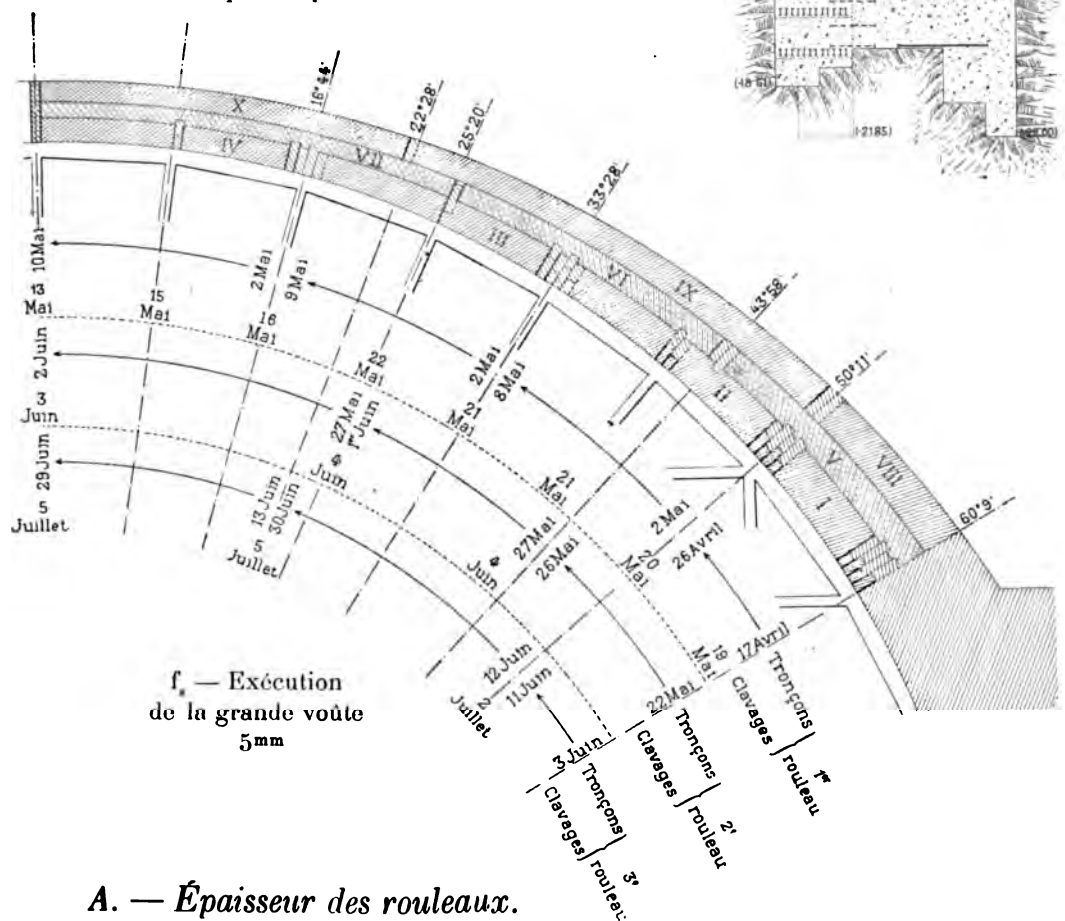 (-21.85)
16°44'
22°28'
25°20'
33°28'
43°58'
50°11'
60°9'
X
IV
VII
III
VI
IX
II
V
VIII
I
10 Mai
2 Mai
9 Mai
2 Mai
8 Mai
2 Mai
26 Avril
17 Avril
13
Mai
15
Mai
16
Mai
22
Mai
21
Mai
21
Mai
20
Mai
19
Mai
2 Juin
27 Mai
1er Juin
27 Mai
26 Mai
22 Mai
3
Juin
4
Juin
4
Juin
29 Juin
13 Juin
30 Juin
12 Juin
11 Juin
3 Juin
5
Juillet
5
Juillet
2
Juillet
Tronçons
Clavages
1er
rouleau
Tronçons
Clavages
2e
rouleau
Tronçons
Clavages
3e
rouleau
— Exécution
de la grande voûte
5mm
A. — Épaisseur des rouleaux.